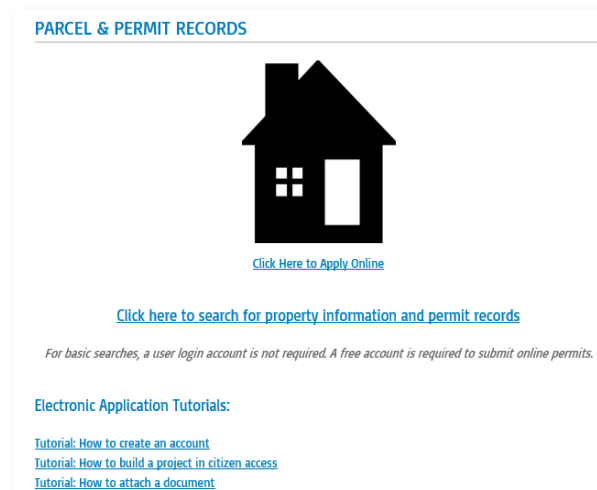 PARCEL & PERMIT RECORDS
Click Here to Apply Online
Click here to search for property information and permit records
For basic searches, a user login account is not required. A free account is required to submit online permits.
Electronic Application Tutorials:
Tutorial: How to create an account
Tutorial: How to build a project in citizen access
Tutorial: How to attach a document